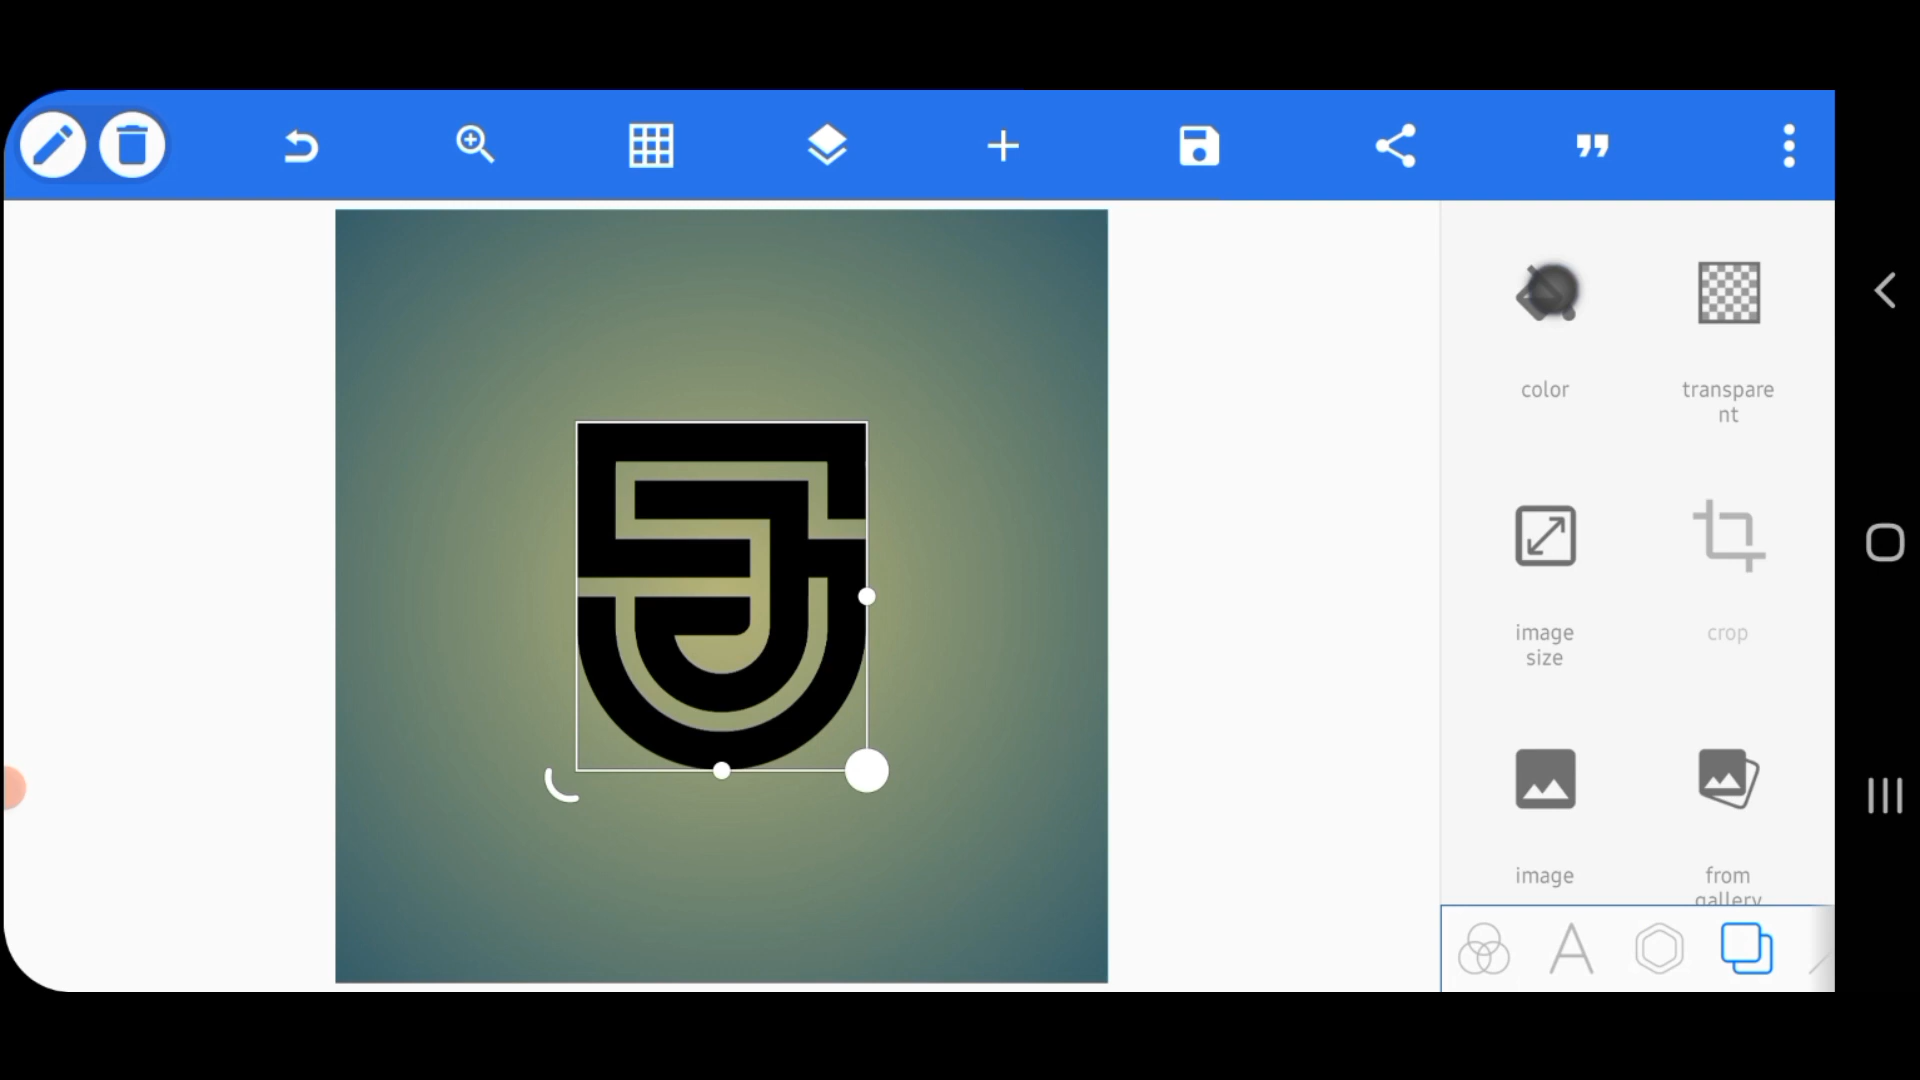 color
transpare
nt
image
size
crop
image
from
gallery